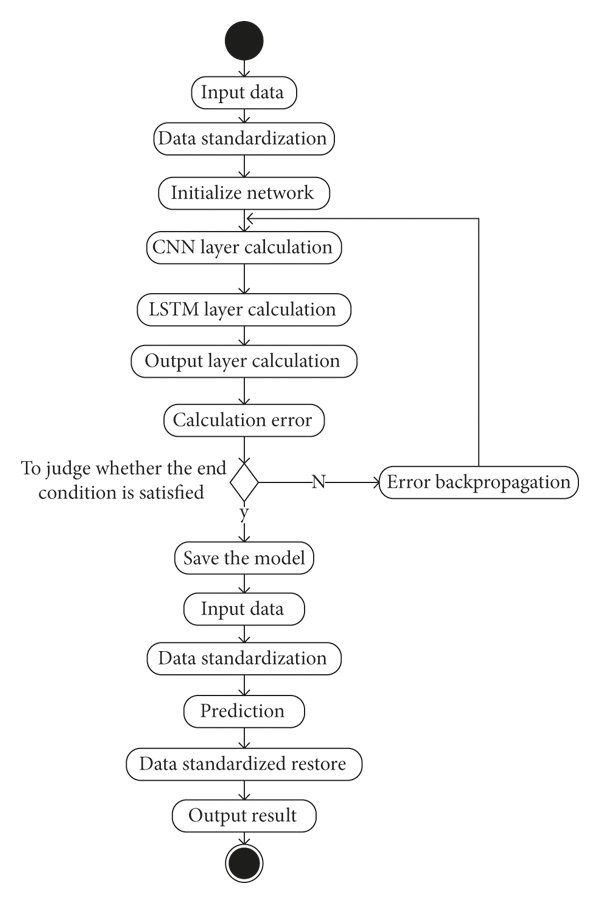 Input data
Data standardization
Initialize network
CNN layer calculation
LSTM layer calculation
Output layer calculation
Calculation error
To judge whether the end
condition is satisfied
N
Error backpropagation
y
Save the model
Input data
Data standardization
Prediction
Data standardized restore
Output result